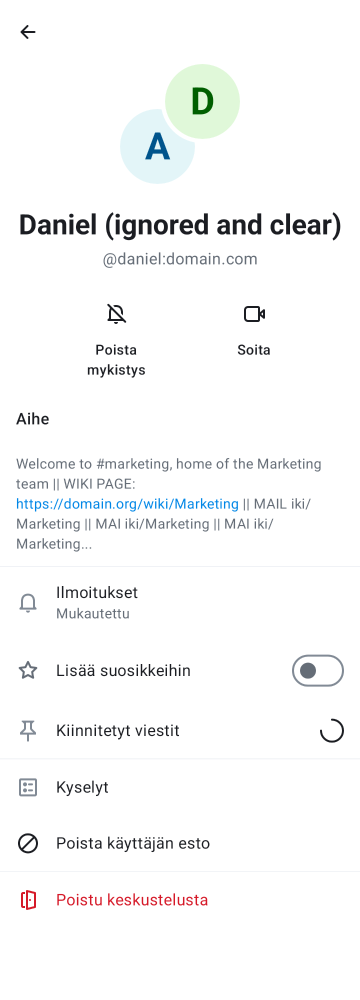 D
A
Daniel (ignored and clear)
@daniel:domain.com
Poista
mykistys
Soita
Aihe
Welcome to #marketing, home of the Marketing
team || WIKI PAGE:
https://domain.org/wiki/Marketing || MAIL iki/
Marketing || MAI iki/Marketing || MAI iki/
Marketing...
Ilmoitukset
Mukautettu
Lisää suosikkeihin
Kiinnitetyt viestit
Kyselyt
Poista käyttäjän esto
Poistu keskustelusta